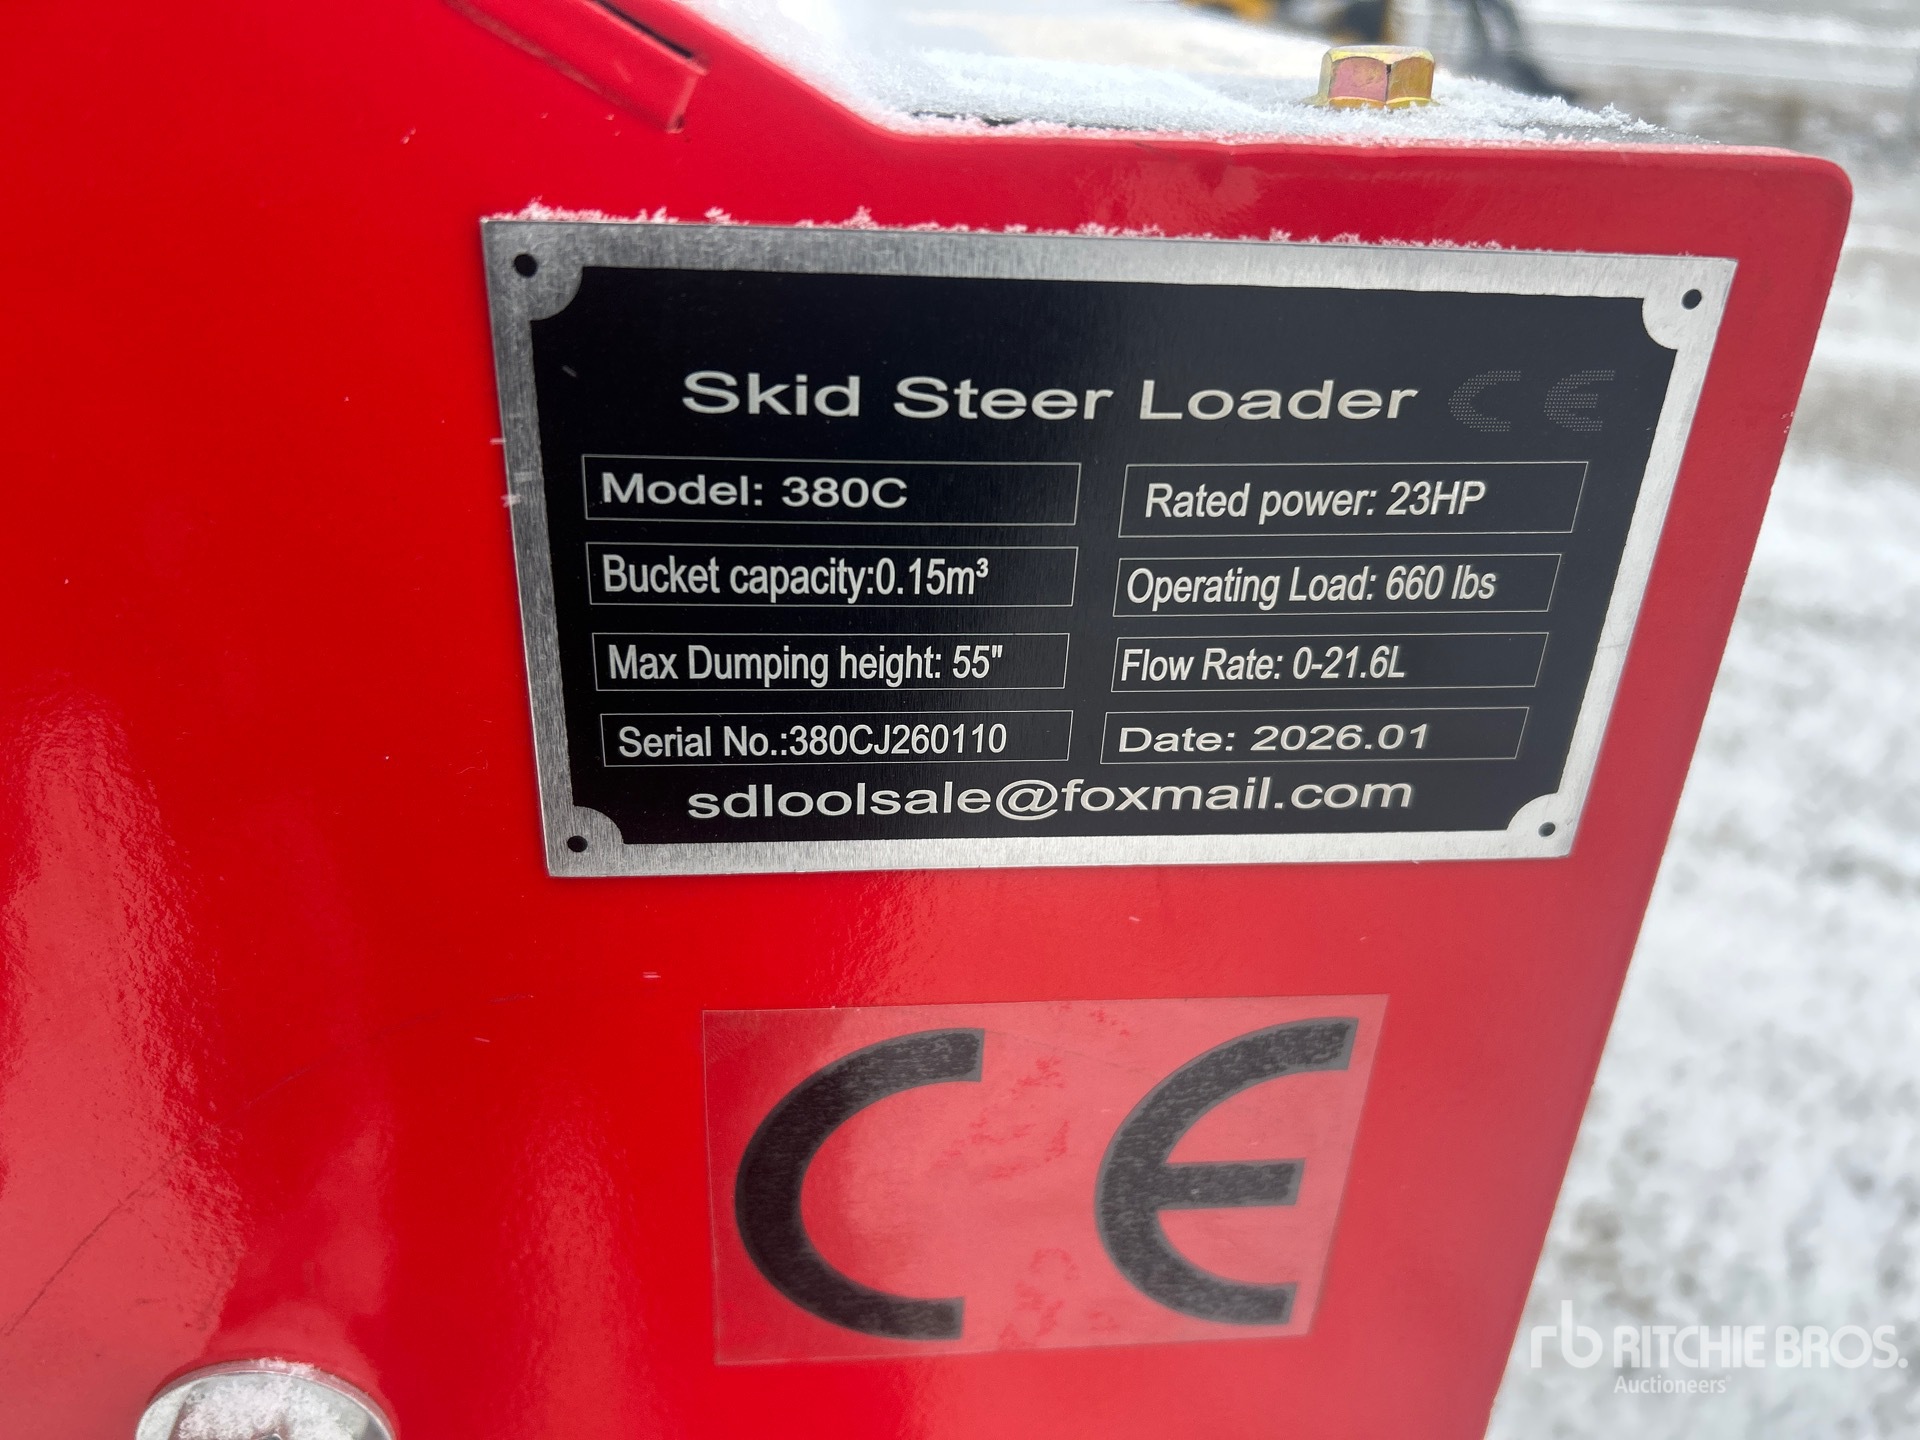 Skid Steer Loader CE
Model: 380C
Rated power: 23HP
Bucket capacity:0.15m³
Operating Load: 660 lbs
Max Dumping height: 55"
Flow Rate: 0-21.6L
Serial No.:380CJ260110
Date: 2026.01
sdloolsale@foxmail.com
CE
rb RITCHIE BROS.
Auctioneers